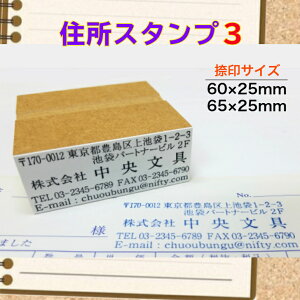 住所スタンプ3
捺印サイズ
60×25mm
65×25mm
〒170-0012 東京都豊島区上池袋1-2-3
池袋パートナービル 2F
株式会社 中央文具
TEL 03-2345-6789 FAX 03-2345-6790
E-mail : chuoubungu@nifty.com
No.
〒170-0012 東京都豊島区上池袋1-2-3
池袋パートナービル 2F
株式会社 中央文具
TEL 03-2345-6789 FAX 03-2345-6790
E-mail : chuoubungu@nifty.com
様
ました